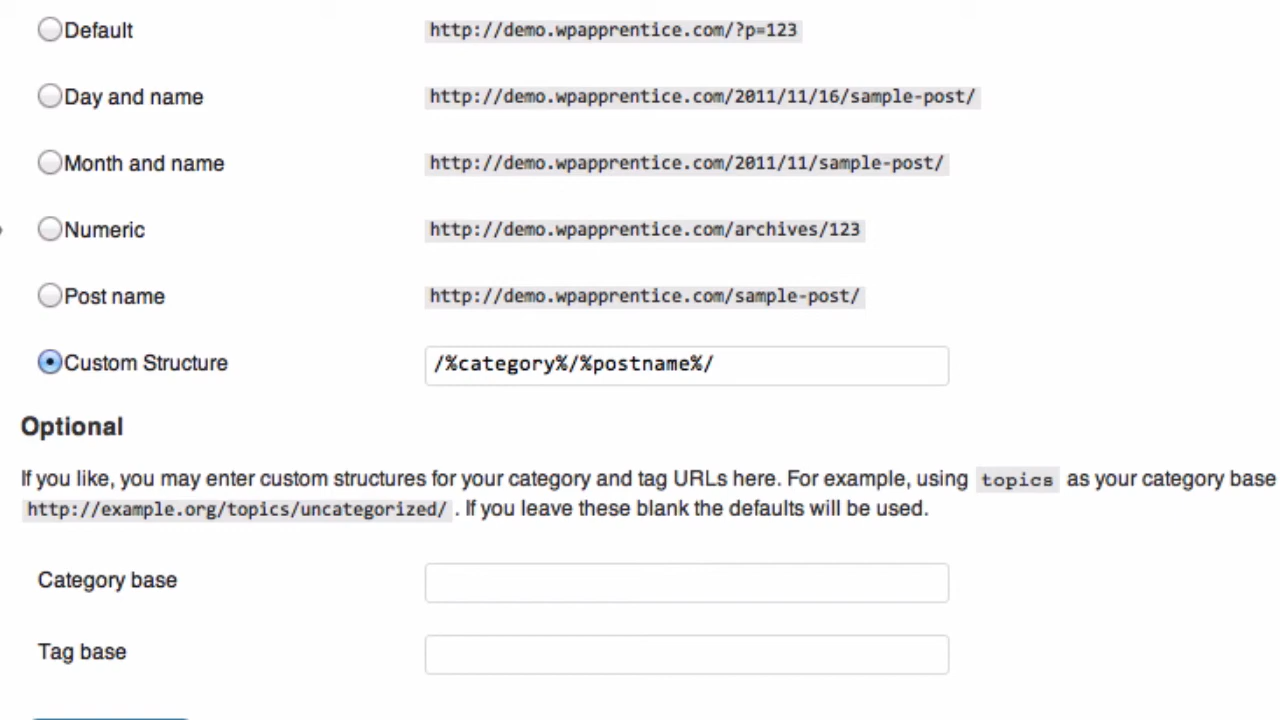 Default http://demo.wpapprentice.com/?p=123
Day and name http://demo.wpapprentice.com/2011/11/16/sample-post/
Month and name http://demo.wpapprentice.com/2011/11/sample-post/
Numeric http://demo.wpapprentice.com/archives/123
Post name http://demo.wpapprentice.com/sample-post/
Custom Structure /%category%/%postname%/
Optional
If you like, you may enter custom structures for your category and tag URLs here. For example, using topics as your category base
http://example.org/topics/uncategorized/ . If you leave these blank the defaults will be used.
Category base
Tag base